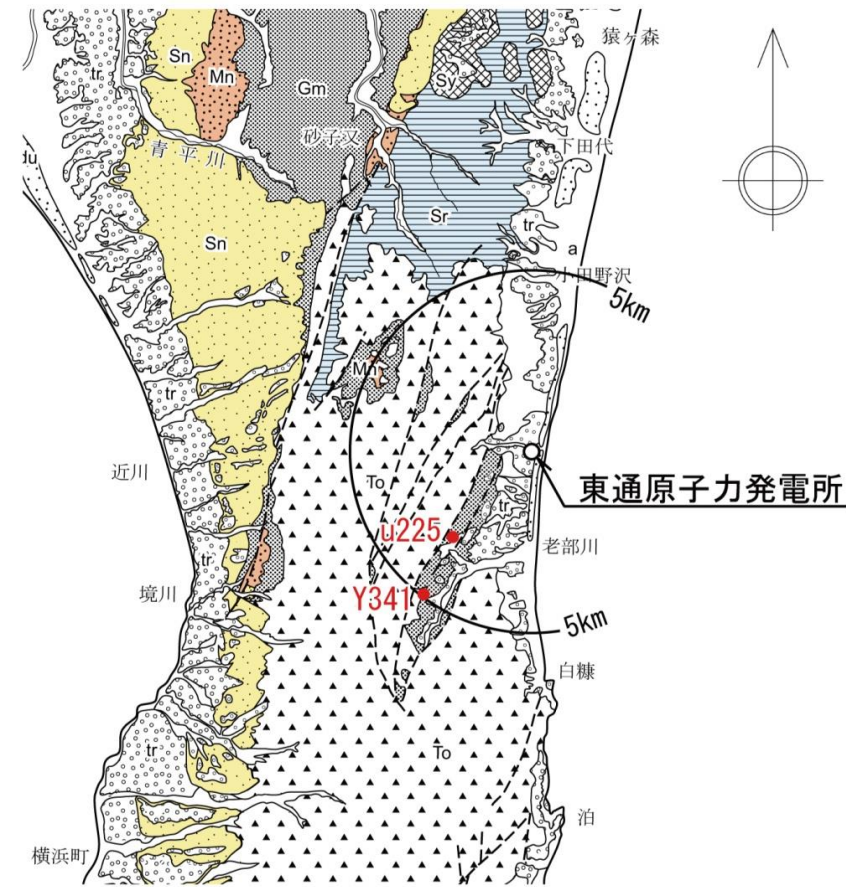 猿ヶ森
Sn
tr
Mn
Gm
Sy
砂子又
下田代
青平川
du
Sn
Sr
tr
a
小田野沢
5km
Mn
tr
近川
To
東通原子力発電所
tr
u225
老部川
tr
境川
Y341
5km
白糠
tr
To
泊
横浜町